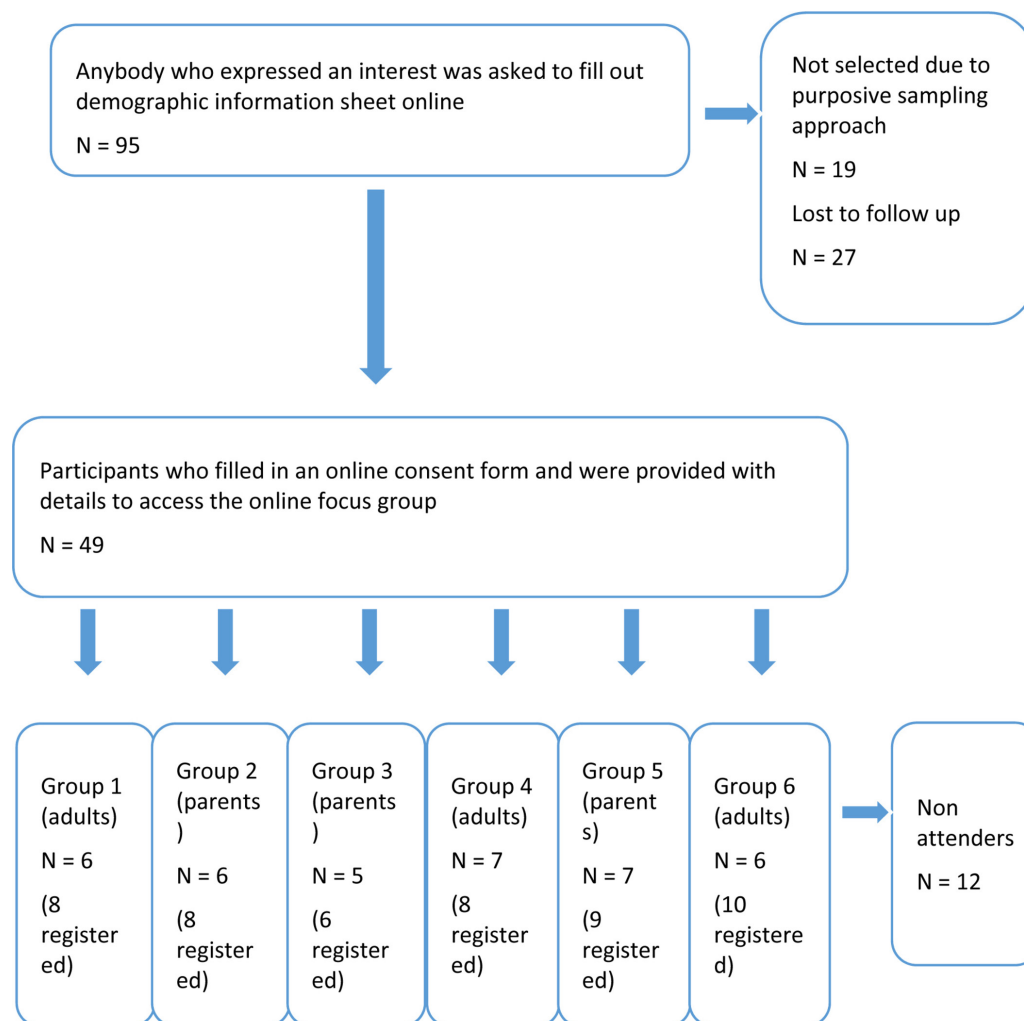 Anybody who expressed an interest was asked to fill out
demographic information sheet online
N = 95
Not selected due to
purposive sampling
approach
N = 19
Lost to follow up
N = 27
Participants who filled in an online consent form and were provided with
details to access the online focus group
N = 49
Group 1
(adults)
N = 6
(8
register
ed)
Group 2
(parents
)
N = 6
(8
register
ed)
Group 3
(parents
)
N = 5
(6
register
ed)
Group 4
(adults)
N = 7
(8
register
ed)
Group 5
(parent
s)
N = 7
(9
register
ed)
Group 6
(adults)
N = 6
(10
registere
d)
Non
attenders
N = 12